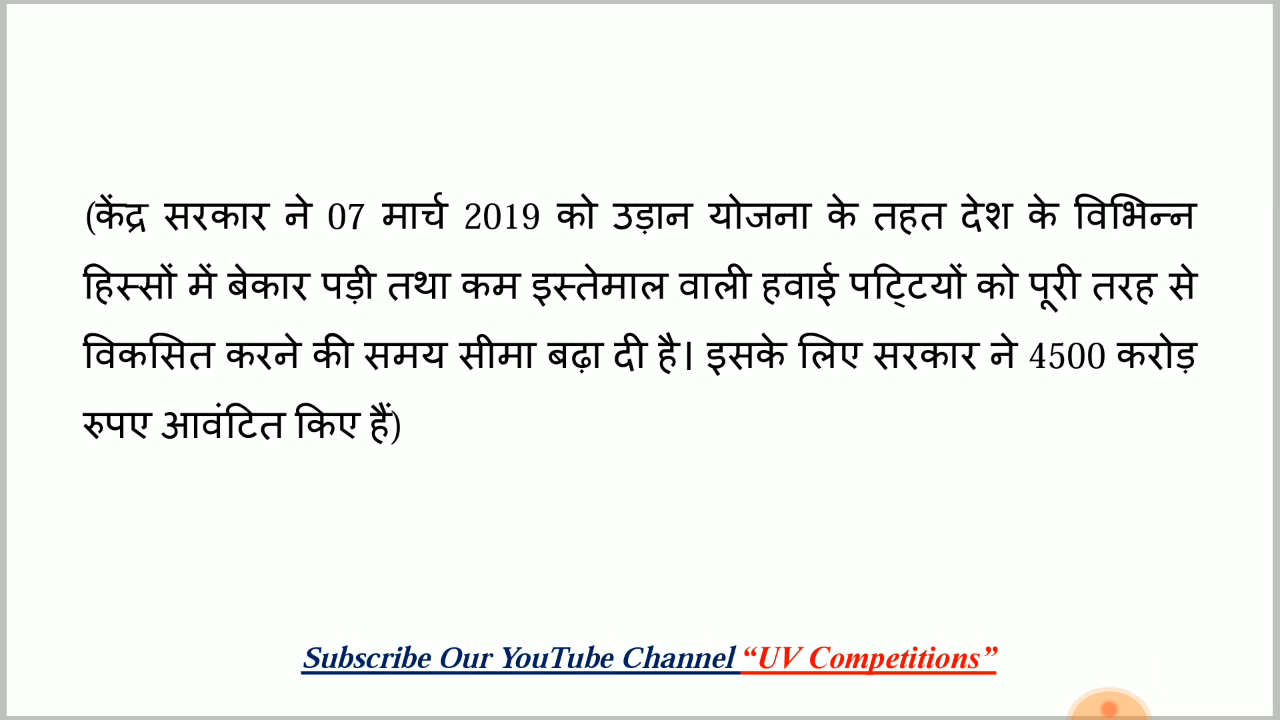 (केंद्र सरकार ने 07 मार्च 2019 को उड़ान योजना के तहत देश के विभिन्न
हिस्सों में बेकार पड़ी तथा कम इस्तेमाल वाली हवाई पट्टियों को पूरी तरह से
विकसित करने की समय सीमा बढ़ा दी है। इसके लिए सरकार ने 4500 करोड़
रुपए आवंटित किए हैं)
Subscribe Our YouTube Channel “UV Competitions”